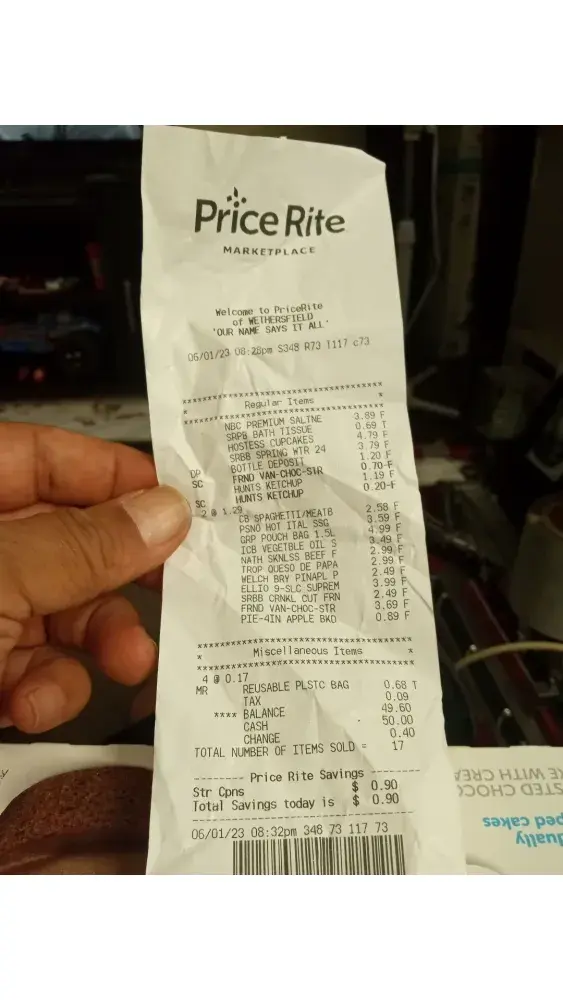 Price Rite
MARKETPLACE
Welcome to PriceRite
of WETHERSFIELD
'OUR NAME SAYS IT ALL'
06/01/23 08:28pm S348 R73 T117 c73
************************************
* Regular Items *
************************************
NBC PREMIUM SALTNE 3.89 F
SRPB BATH TISSUE 0.69 T
HOSTESS CUPCAKES 4.79 F
SRBB SPRING WTR 24 3.79 F
DP BOTTLE DEPOSIT 1.20 F
SC FRND VAN-CHOC-STR 0.70-F
HUNTS KETCHUP 1.19 F
SC HUNTS KETCHUP 0.20-F
2 @ 1.29
CB SPAGHETTI/MEATB 2.58 F
PSNO HOT ITAL SSG 3.59 F
GRP POUCH BAG 1.5L 4.99 F
ICB VEGETBLE OIL S 3.49 F
NATH SKNLSS BEEF F 2.99 F
TROP QUESO DE PAPA 2.99 F
WELCH BRY PINAPL P 2.49 F
ELLIO 9-SLC SUPREM 3.99 F
SRBB CRNKL CUT FRN 2.49 F
FRND VAN-CHOC-STR 3.69 F
PIE-4IN APPLE BKD 0.89 F
************************************
* Miscellaneous Items *
************************************
4 @ 0.17
MR REUSABLE PLSTC BAG 0.68 T
TAX 0.09
**** BALANCE 49.60
CASH 50.00
CHANGE 0.40
TOTAL NUMBER OF ITEMS SOLD = 17
-------- Price Rite Savings --------
Str Cpns $ 0.90
Total Savings today is $ 0.90
------------------------------------
06/01/23 08:32pm 348 73 117 73
dually
ped cakes
STED CHOCO
KE WITH CREA